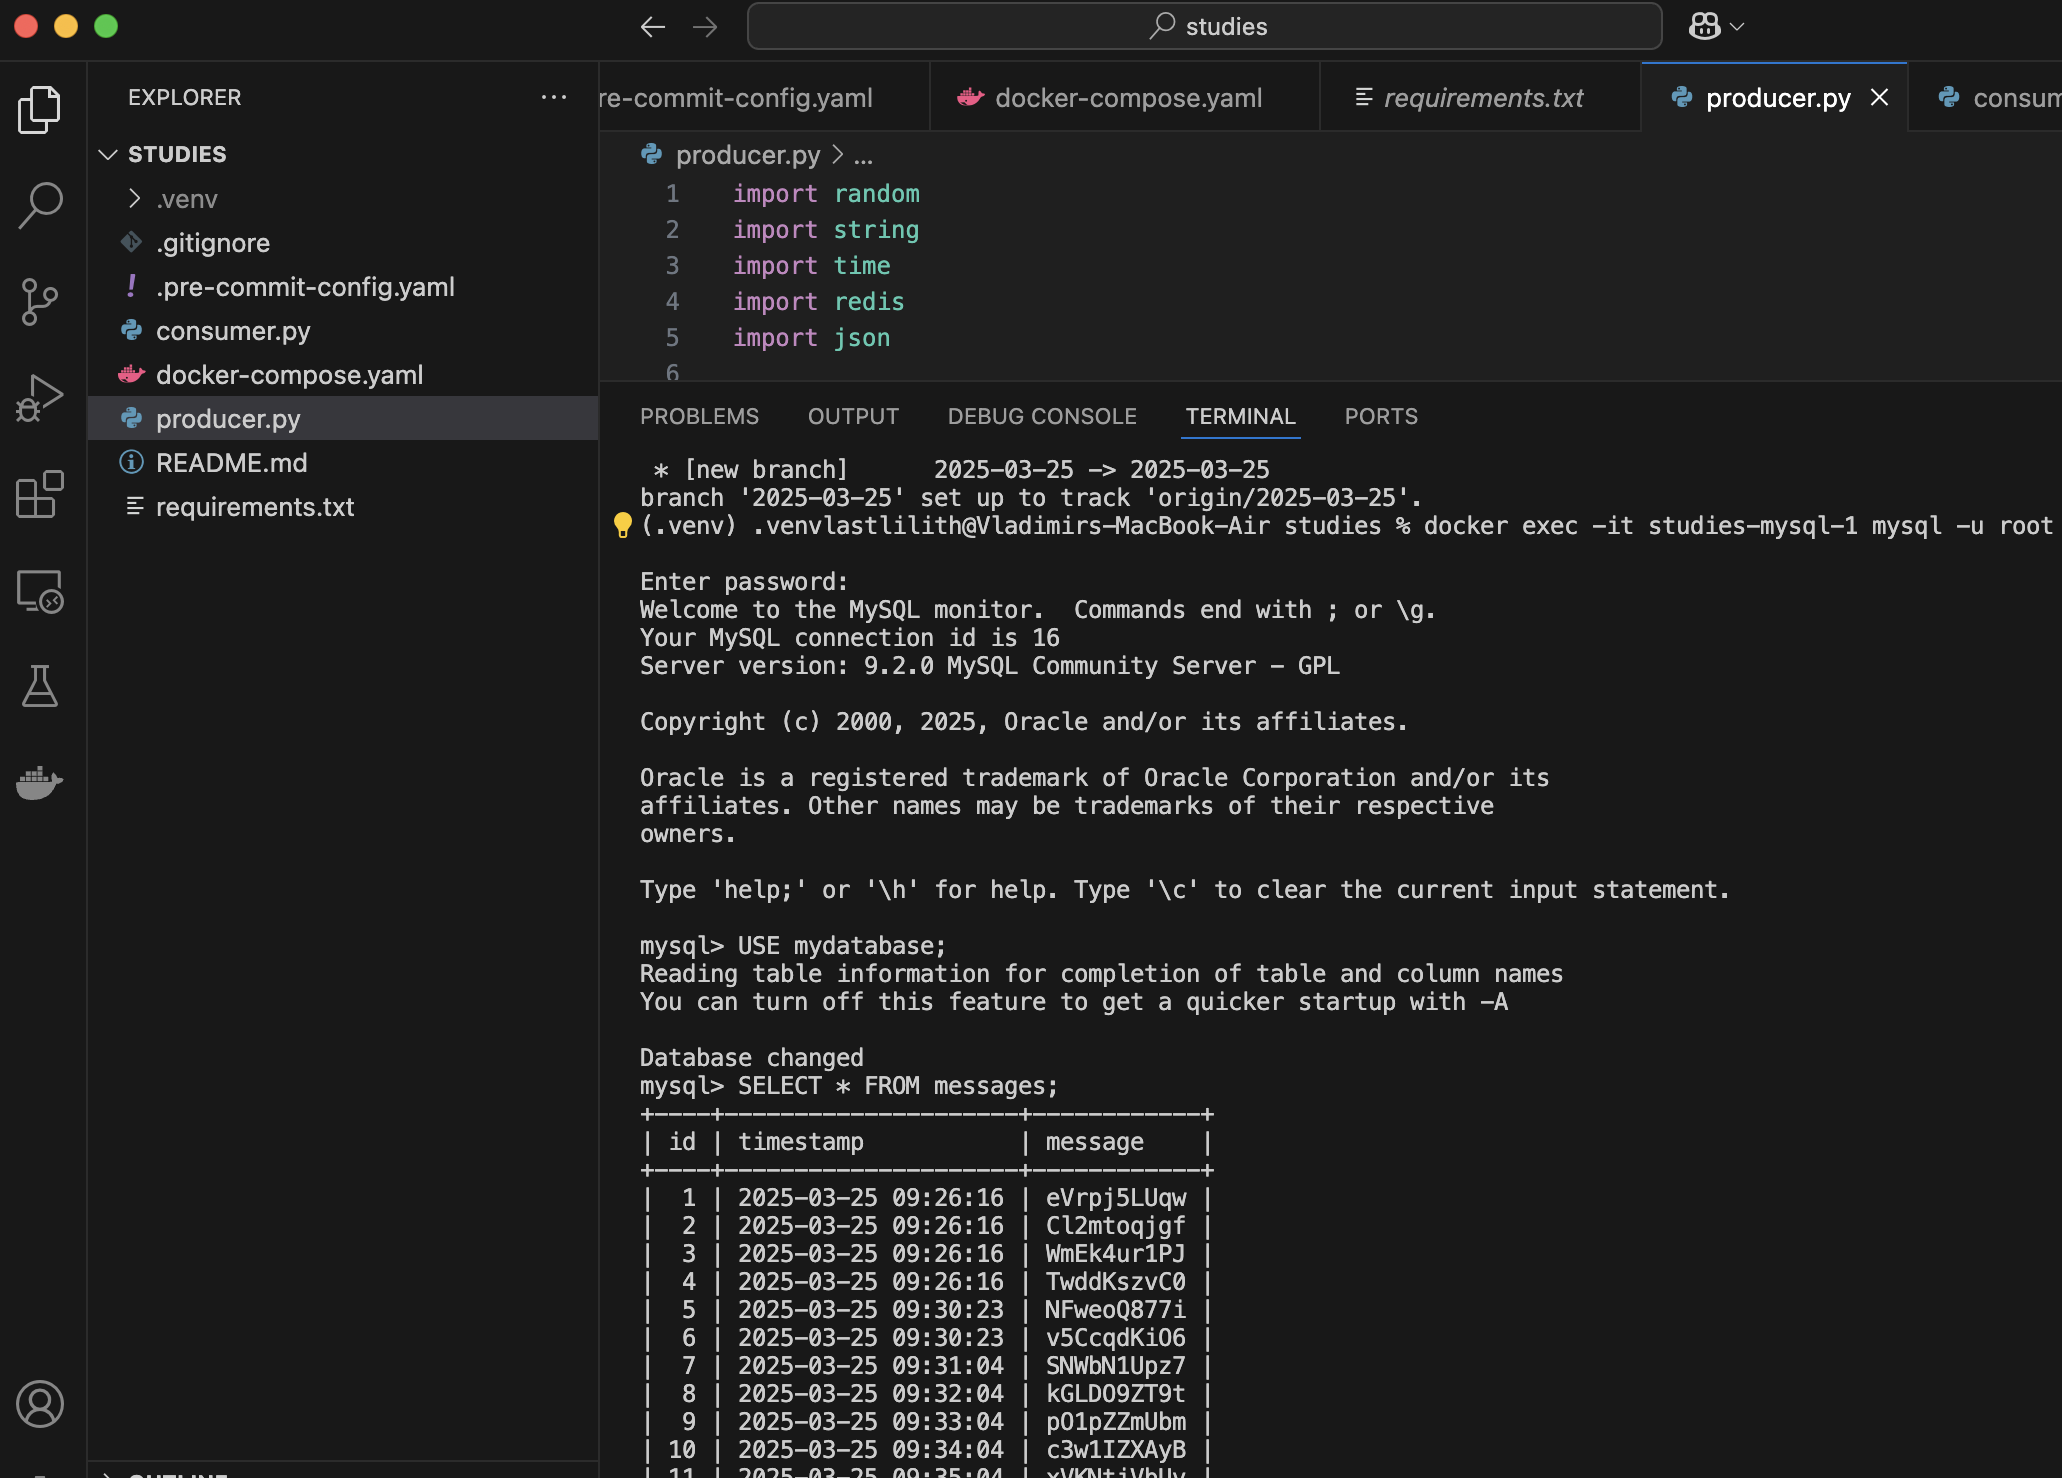 studies
EXPLORER
re-commit-config.yaml
docker-compose.yaml
requirements.txt
producer.py
consum
STUDIES
.venv
.gitignore
.pre-commit-config.yaml
consumer.py
docker-compose.yaml
producer.py
README.md
requirements.txt
producer.py > ...
1 import random
2 import string
3 import time
4 import redis
5 import json
6
PROBLEMS OUTPUT DEBUG CONSOLE TERMINAL PORTS
* [new branch] 2025-03-25 -> 2025-03-25
branch '2025-03-25' set up to track 'origin/2025-03-25'.
(.venv) .venvlastlilith@Vladimirs-MacBook-Air studies % docker exec -it studies-mysql-1 mysql -u root
Enter password:
Welcome to the MySQL monitor.  Commands end with ; or \g.
Your MySQL connection id is 16
Server version: 9.2.0 MySQL Community Server - GPL
Copyright (c) 2000, 2025, Oracle and/or its affiliates.
Oracle is a registered trademark of Oracle Corporation and/or its
affiliates. Other names may be trademarks of their respective
owners.
Type 'help;' or '\h' for help. Type '\c' to clear the current input statement.
mysql> USE mydatabase;
Reading table information for completion of table and column names
You can turn off this feature to get a quicker startup with -A
Database changed
mysql> SELECT * FROM messages;
+----+---------------------+------------+
| id | timestamp           | message    |
+----+---------------------+------------+
|  1 | 2025-03-25 09:26:16 | eVrpj5LUqw |
|  2 | 2025-03-25 09:26:16 | Cl2mtoqjgf |
|  3 | 2025-03-25 09:26:16 | WmEk4ur1PJ |
|  4 | 2025-03-25 09:26:16 | TwddKszvC0 |
|  5 | 2025-03-25 09:30:23 | NFweoQ877i |
|  6 | 2025-03-25 09:30:23 | v5CcqdKiO6 |
|  7 | 2025-03-25 09:31:04 | SNWbN1Upz7 |
|  8 | 2025-03-25 09:32:04 | kGLDO9ZT9t |
|  9 | 2025-03-25 09:33:04 | pO1pZZmUbm |
| 10 | 2025-03-25 09:34:04 | c3w1IZXAyB |
| 11 | 2025-03-25 09:35:04 |
OUTLINE